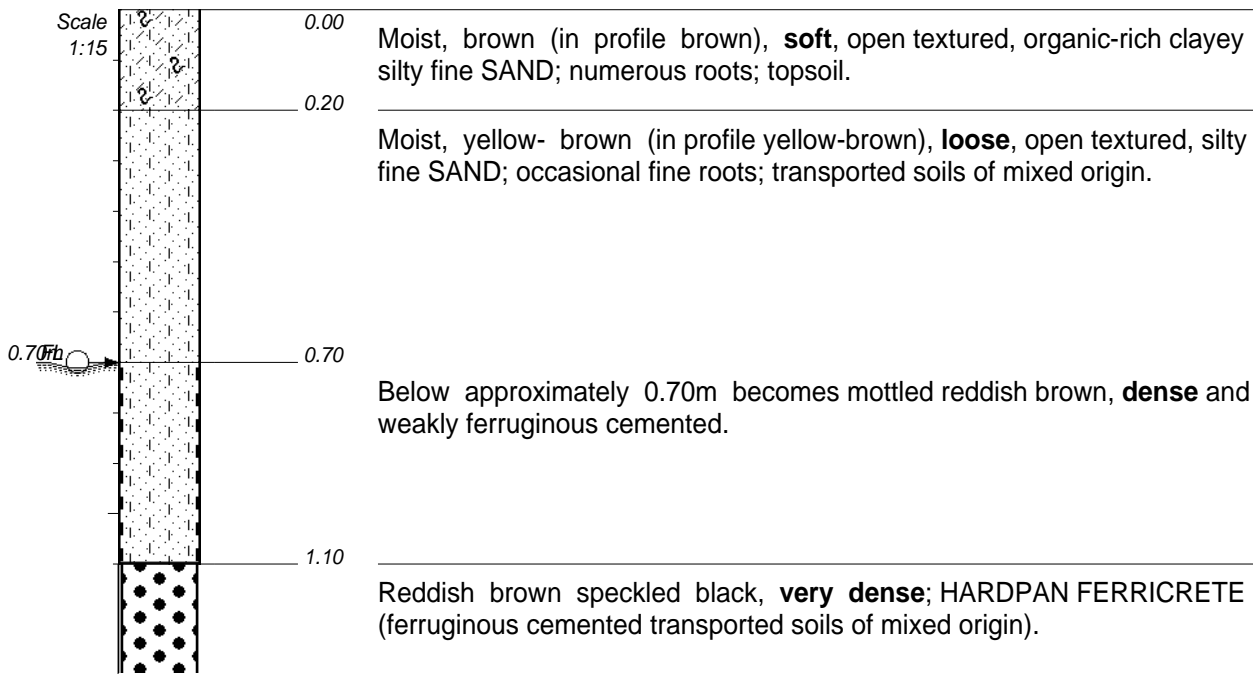 Scale
1:15
0.00
Moist, brown (in profile brown), soft, open textured, organic-rich clayey
silty fine SAND; numerous roots; topsoil.
0.20
Moist, yellow- brown (in profile yellow-brown), loose, open textured, silty
fine SAND; occasional fine roots; transported soils of mixed origin.
0.70
0.70
Below approximately 0.70m becomes mottled reddish brown, dense and
weakly ferruginous cemented.
1.10
Reddish brown speckled black, very dense; HARDPAN FERRICRETE
(ferruginous cemented transported soils of mixed origin).